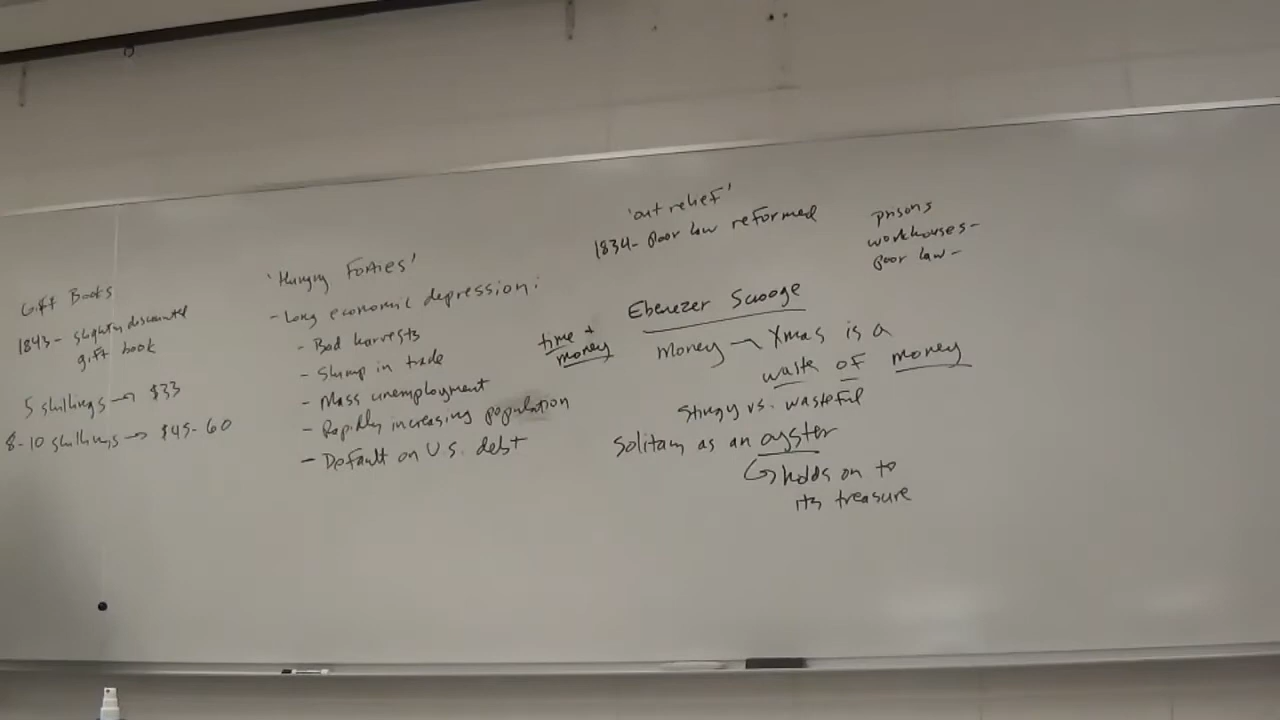 Gift Books
1843- slightly discounted
gift book
5 shillings → $33
8-10 shillings → $45-60
'Hungry Forties'
- Long economic depression:
- Bad harvests
- Slump in trade
- Mass unemployment
- Rapidly increasing population
- Default on U.S. debt
'out relief'
1834- Poor law reformed
prisons
workhouses-
Poor law -
Ebenezer Scrooge
time +
money
money → Xmas is a
waste of money
Stingy vs. wasteful
Solitary as an oyster
↳ holds on to
its treasure